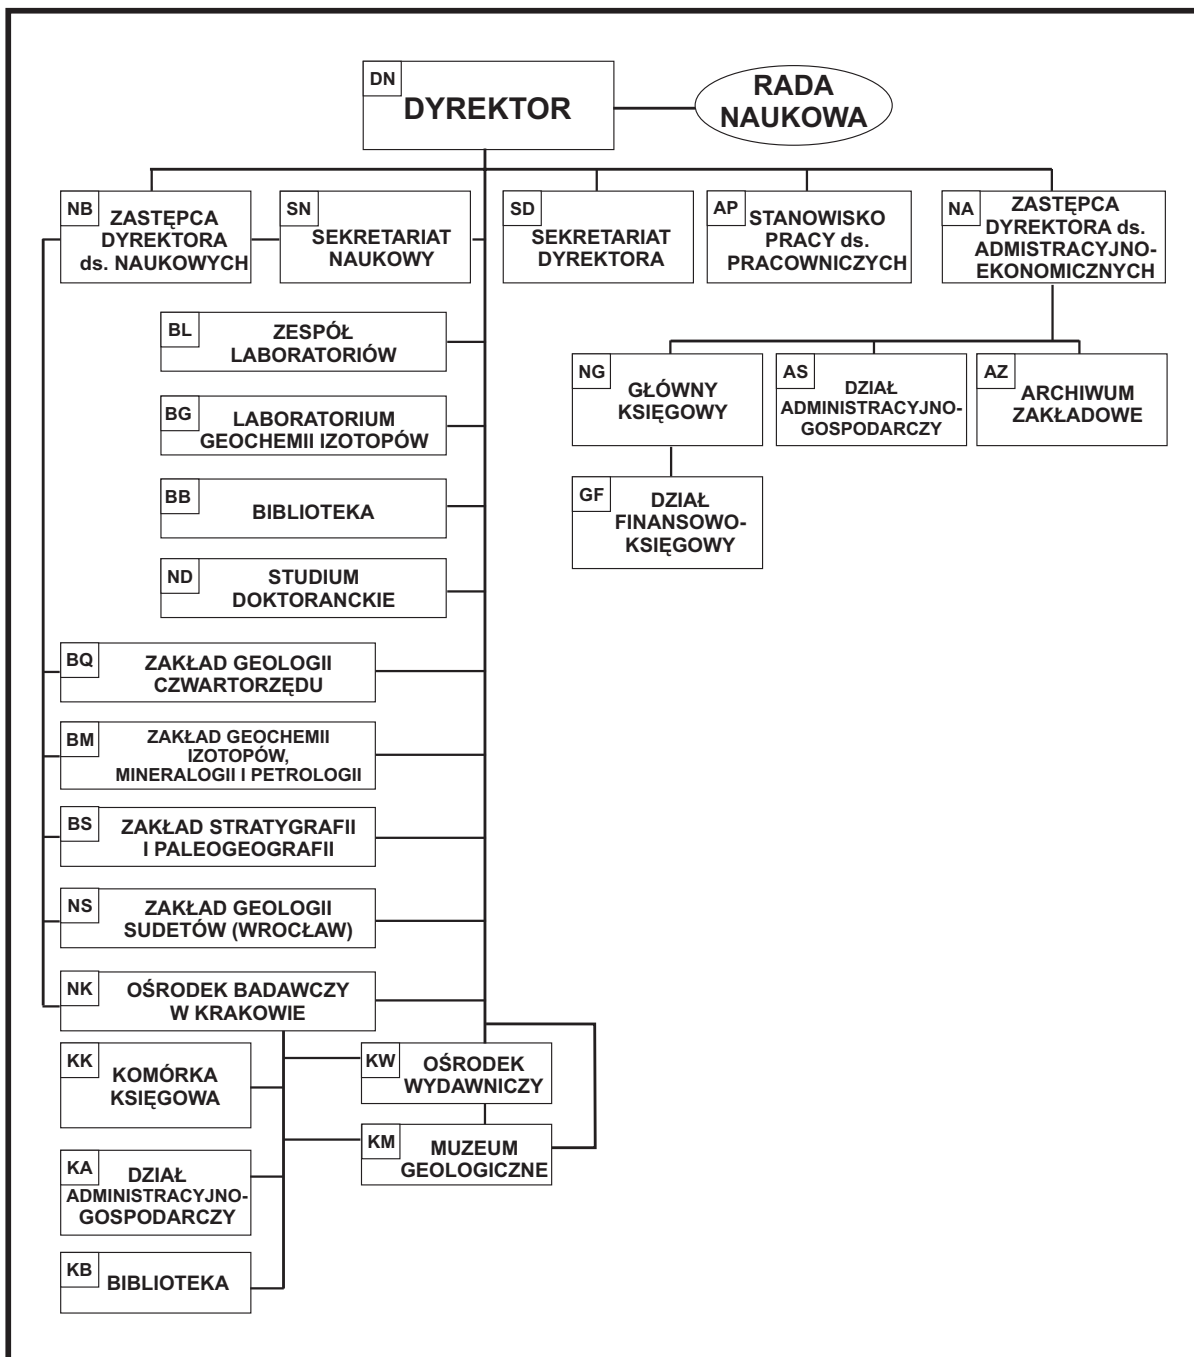 DN
DYREKTOR
RADA
NAUKOWA
NB
ZASTĘPCA
DYREKTORA
ds. NAUKOWYCH
SN
SEKRETARIAT
NAUKOWY
SD
SEKRETARIAT
DYREKTORA
AP
STANOWISKO
PRACY ds.
PRACOWNICZYCH
NA
ZASTĘPCA
DYREKTORA ds.
ADMISTRACYJNO-
EKONOMICZNYCH
BL
ZESPÓŁ
LABORATORIÓW
NG
GŁÓWNY
KSIĘGOWY
AS
DZIAŁ
ADMINISTRACYJNO-
GOSPODARCZY
AZ
ARCHIWUM
ZAKŁADOWE
BG
LABORATORIUM
GEOCHEMII IZOTOPÓW
BB
BIBLIOTEKA
GF
DZIAŁ
FINANSOWO-
KSIĘGOWY
ND
STUDIUM
DOKTORANCKIE
BQ
ZAKŁAD GEOLOGII
CZWARTORZĘDU
BM
ZAKŁAD GEOCHEMII
IZOTOPÓW,
MINERALOGII I PETROLOGII
BS
ZAKŁAD STRATYGRAFII
I PALEOGEOGRAFII
NS
ZAKŁAD GEOLOGII
SUDETÓW (WROCŁAW)
NK
OŚRODEK BADAWCZY
W KRAKOWIE
KK
KOMÓRKA
KSIĘGOWA
KW
OŚRODEK
WYDAWNICZY
KM
MUZEUM
GEOLOGICZNE
KA
DZIAŁ
ADMINISTRACYJNO-
GOSPODARCZY
KB
BIBLIOTEKA